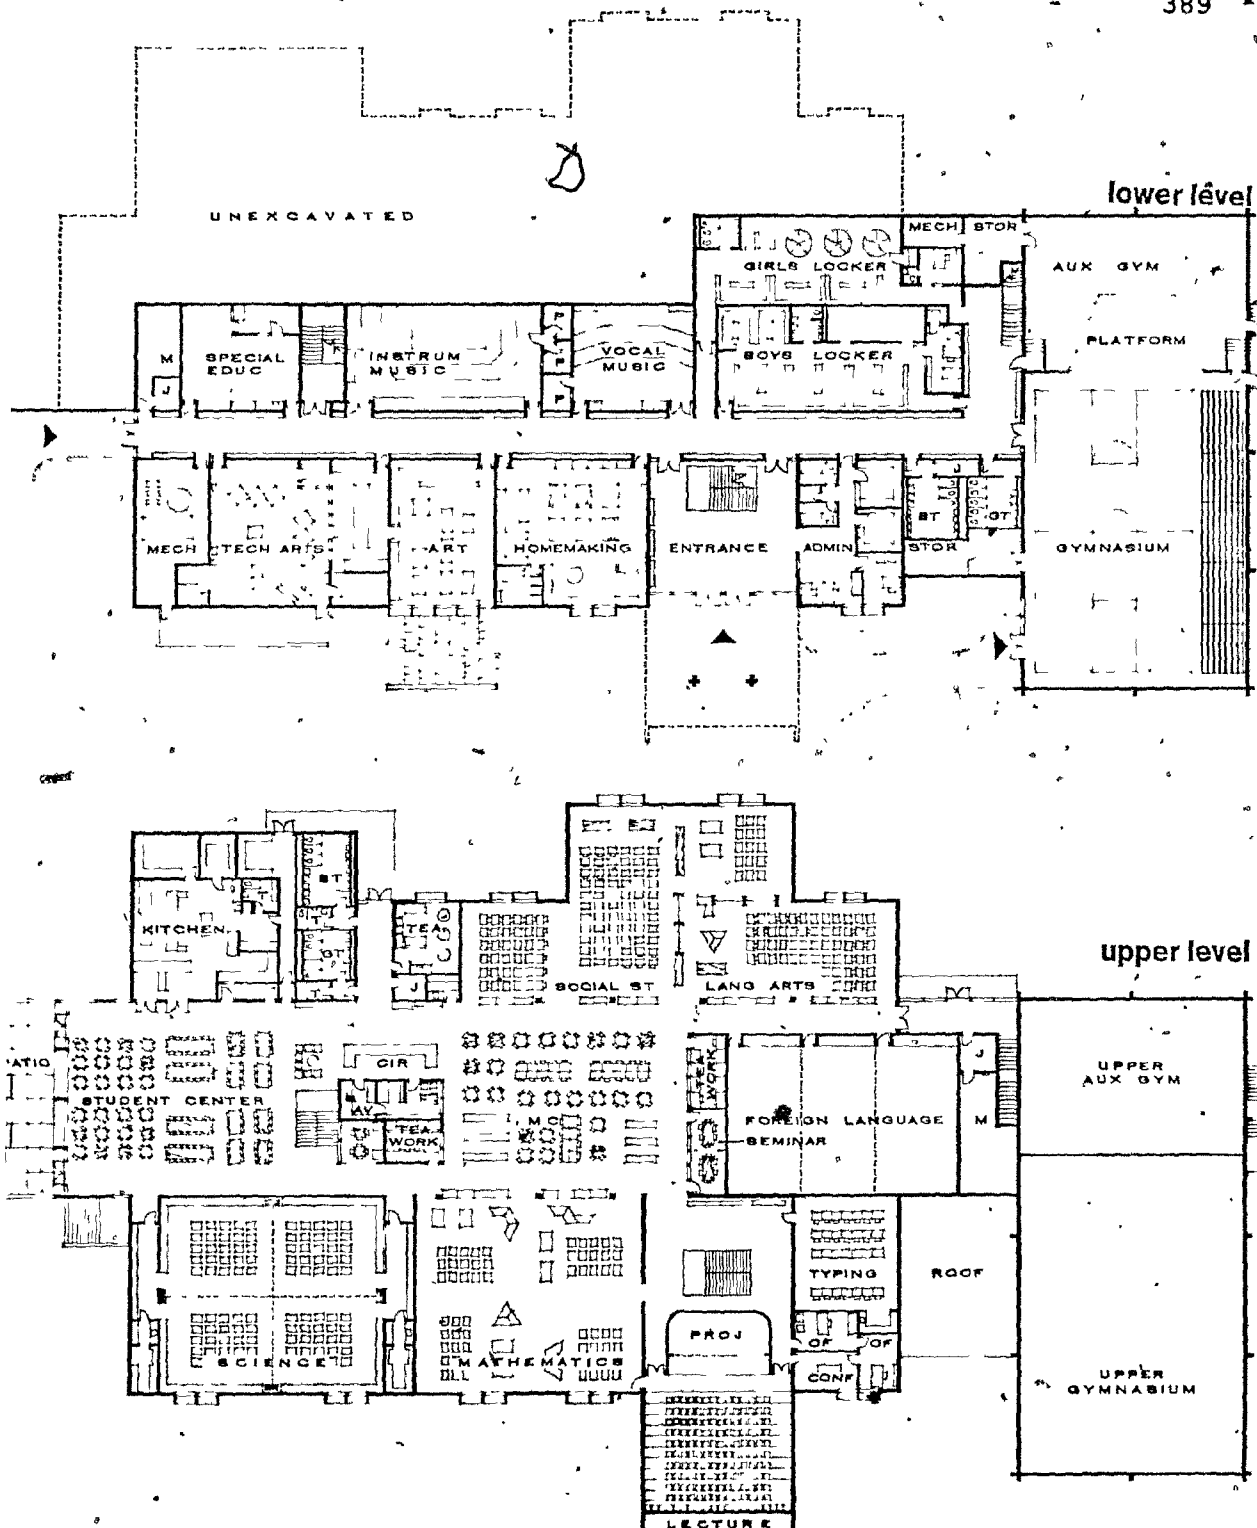 389
lower level
UNEXCAVATED
MECH
STOR
GIRLS LOCKER
AUX GYM
PLATFORM
M
SPECIAL
EDUC
INSTRUM
MUSIC
VOCAL
MUSIC
BOYS LOCKER
J
MECH
TECH ARTS
ART
HOMEMAKING
ENTRANCE
ADMIN
BT
GT
STOR
GYMNASIUM
upper level
BT
KITCHEN
TEA
GT
SOCIAL ST
LANG ARTS
J
CIR
TEA
WORK
J
UPPER
AUX GYM
STUDENT CENTER
AV
TEA
WORK
FOREIGN LANGUAGE
M
SEMINAR
TYPING
ROOF
PROJ
OF
OF
SCIENCE
MATHEMATICS
CONF
UPPER
GYMNASIUM
LECTURE